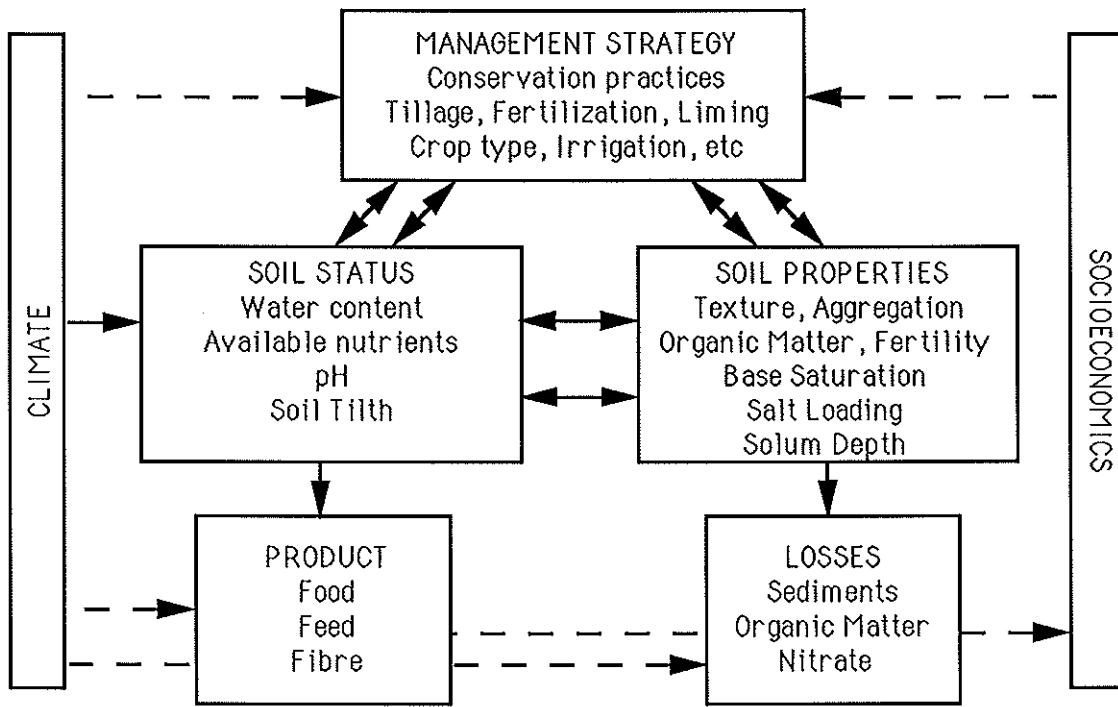 MANAGEMENT STRATEGY
Conservation practices
Tillage, Fertilization, Liming
Crop type, Irrigation, etc
CLIMATE
SOIL STATUS
Water content
Available nutrients
pH
Soil Tilth
SOIL PROPERTIES
Texture, Aggregation
Organic Matter, Fertility
Base Saturation
Salt Loading
Solum Depth
SOCIOECONOMICS
PRODUCT
Food
Feed
Fibre
LOSSES
Sediments
Organic Matter
Nitrate